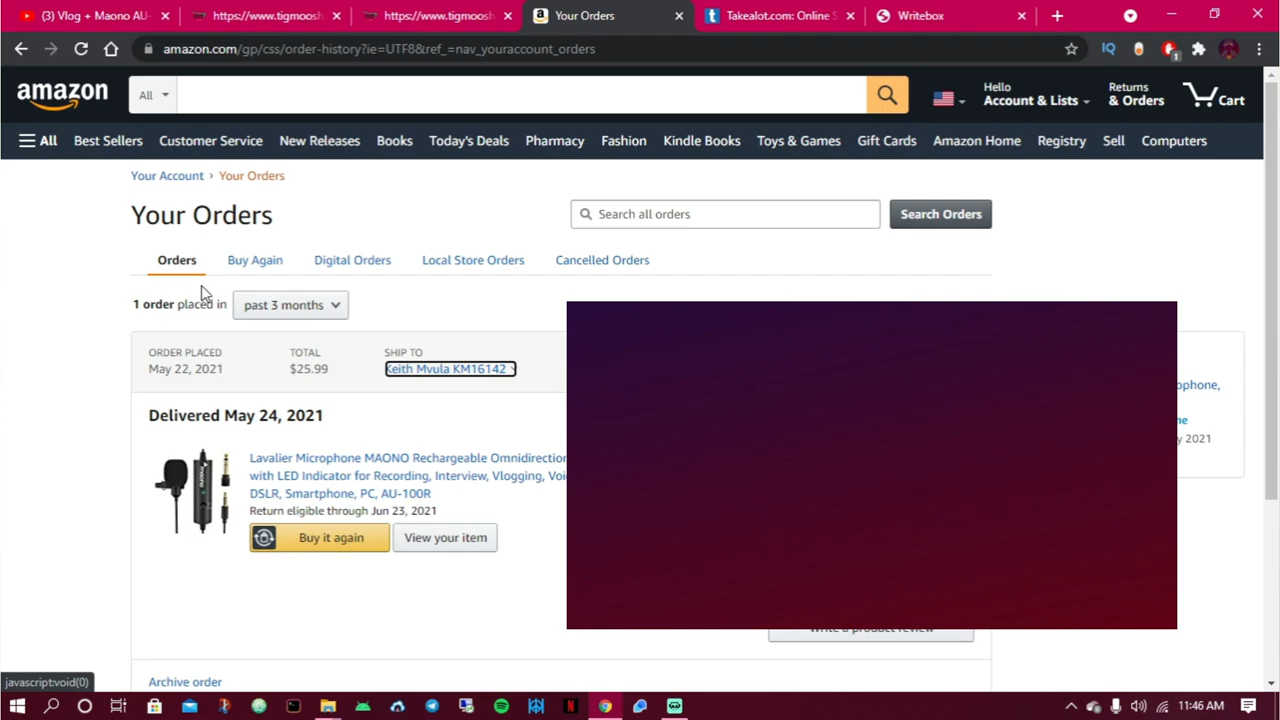 (3) Vlog + Maono AU-
https://www.tigmoosh
https://www.tigmoosh
Your Orders
Takealot.com: Online S
Writebox
amazon.com/gp/css/order-history?ie=UTF8&ref_=nav_youraccount_orders
IQ
1
amazon
All
Hello
Account & Lists
Returns
& Orders
Cart
All
Best Sellers
Customer Service
New Releases
Books
Today's Deals
Pharmacy
Fashion
Kindle Books
Toys & Games
Gift Cards
Amazon Home
Registry
Sell
Computers
Your Account › Your Orders
Your Orders
Search all orders
Search Orders
Orders
Buy Again
Digital Orders
Local Store Orders
Cancelled Orders
1 order placed in
past 3 months
ORDER PLACED
May 22, 2021
TOTAL
$25.99
SHIP TO
Keith Mvula KM16142
ophone,
ne
y 2021
Delivered May 24, 2021
Lavalier Microphone MAONO Rechargeable Omnidirection
with LED Indicator for Recording, Interview, Vlogging, Voi
DSLR, Smartphone, PC, AU-100R
Return eligible through Jun 23, 2021
Buy it again
View your item
Write a product review
Archive order
javascript:void(0)
11:46 AM